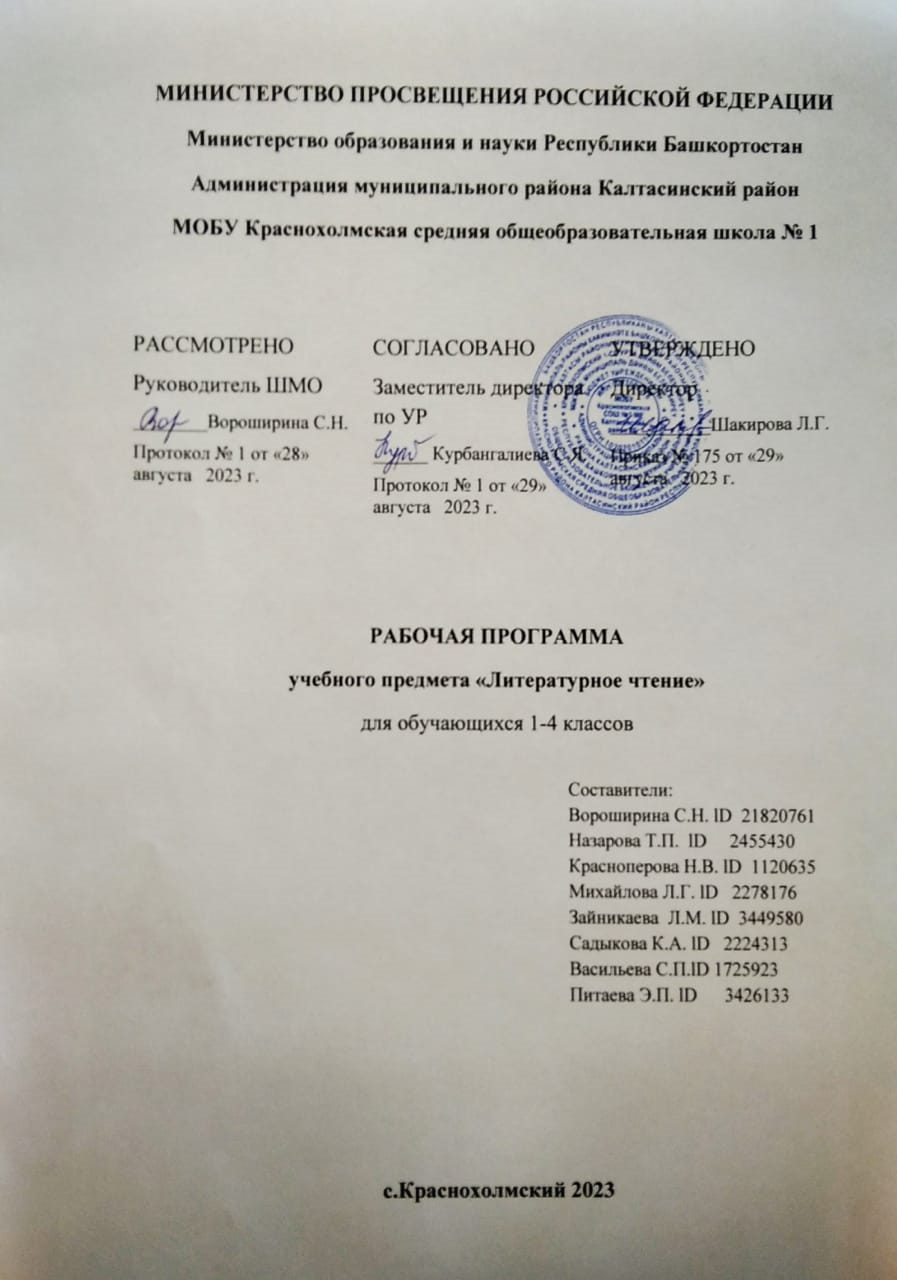 МИНИСТЕРСТВО ПРОСВЕЩЕНИЯ РОССИЙСКОЙ ФЕДЕРАЦИИ
Министерство образования и науки Республики Башкортостан
Администрация муниципального района Калтасинский район
МОБУ Краснохолмская средняя общеобразовательная школа № 1
РАССМОТРЕНО
Руководитель ШМО
Вор Вороширина С.Н.
Протокол № 1 от «28»
августа 2023 г.
СОГЛАСОВАНО
Заместитель директора
по УР
Курб Курбангалиева С.Я.
Протокол № 1 от «29»
августа 2023 г.
УТВЕРЖДЕНО
Директор
Шакирова Л.Г.
Приказ № 175 от «29»
августа 2023 г.
РАБОЧАЯ ПРОГРАММА
учебного предмета «Литературное чтение»
для обучающихся 1-4 классов
Составители:
Вороширина С.Н. ID 21820761
Назарова Т.П. ID 2455430
Красноперова Н.В. ID 1120635
Михайлова Л.Г. ID 2278176
Зайникаева Л.М. ID 3449580
Садыкова К.А. ID 2224313
Васильева С.П.ID 1725923
Питаева Э.П. ID 3426133
с.Краснохолмский 2023